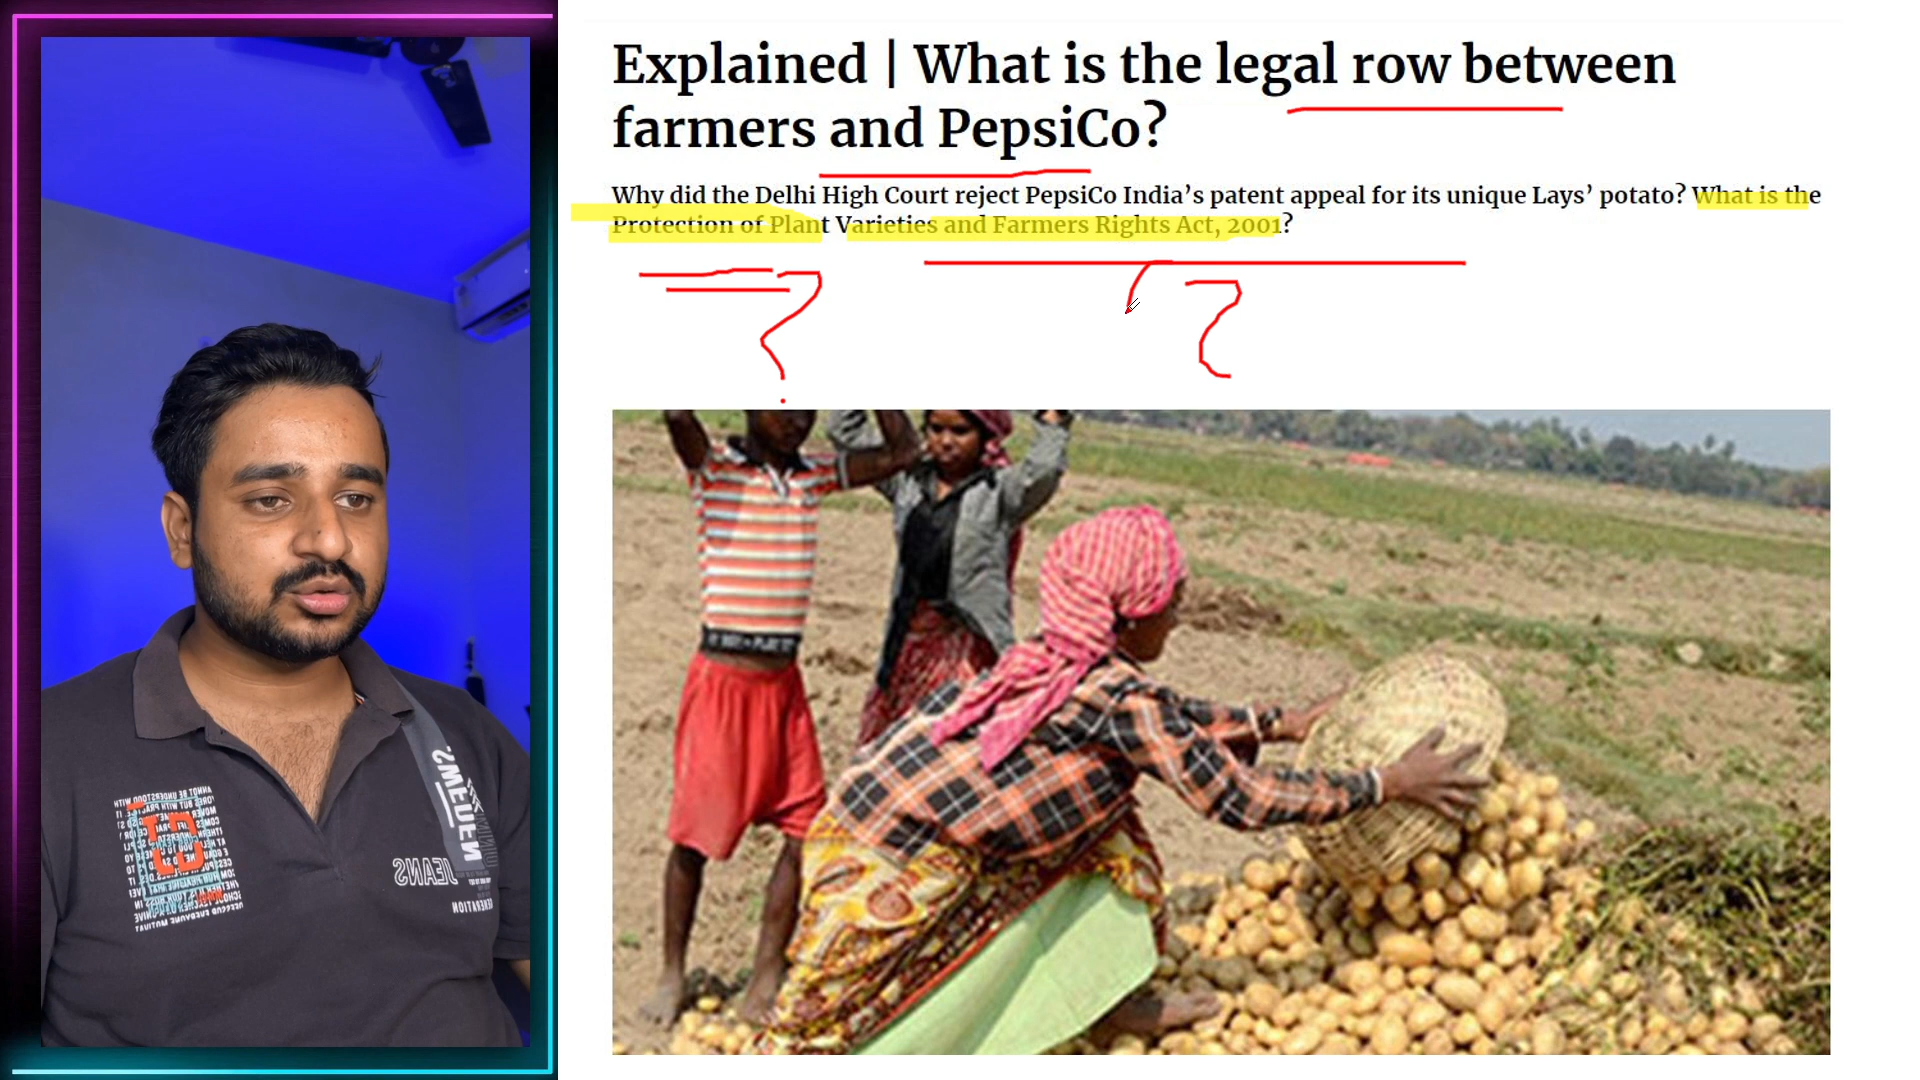 Explained | What is the legal row between
farmers and PepsiCo?
Why did the Delhi High Court reject PepsiCo India’s patent appeal for its unique Lays’ potato? What is the
Protection of Plant Varieties and Farmers Rights Act, 2001?
?
?
JEANS
GENERATION